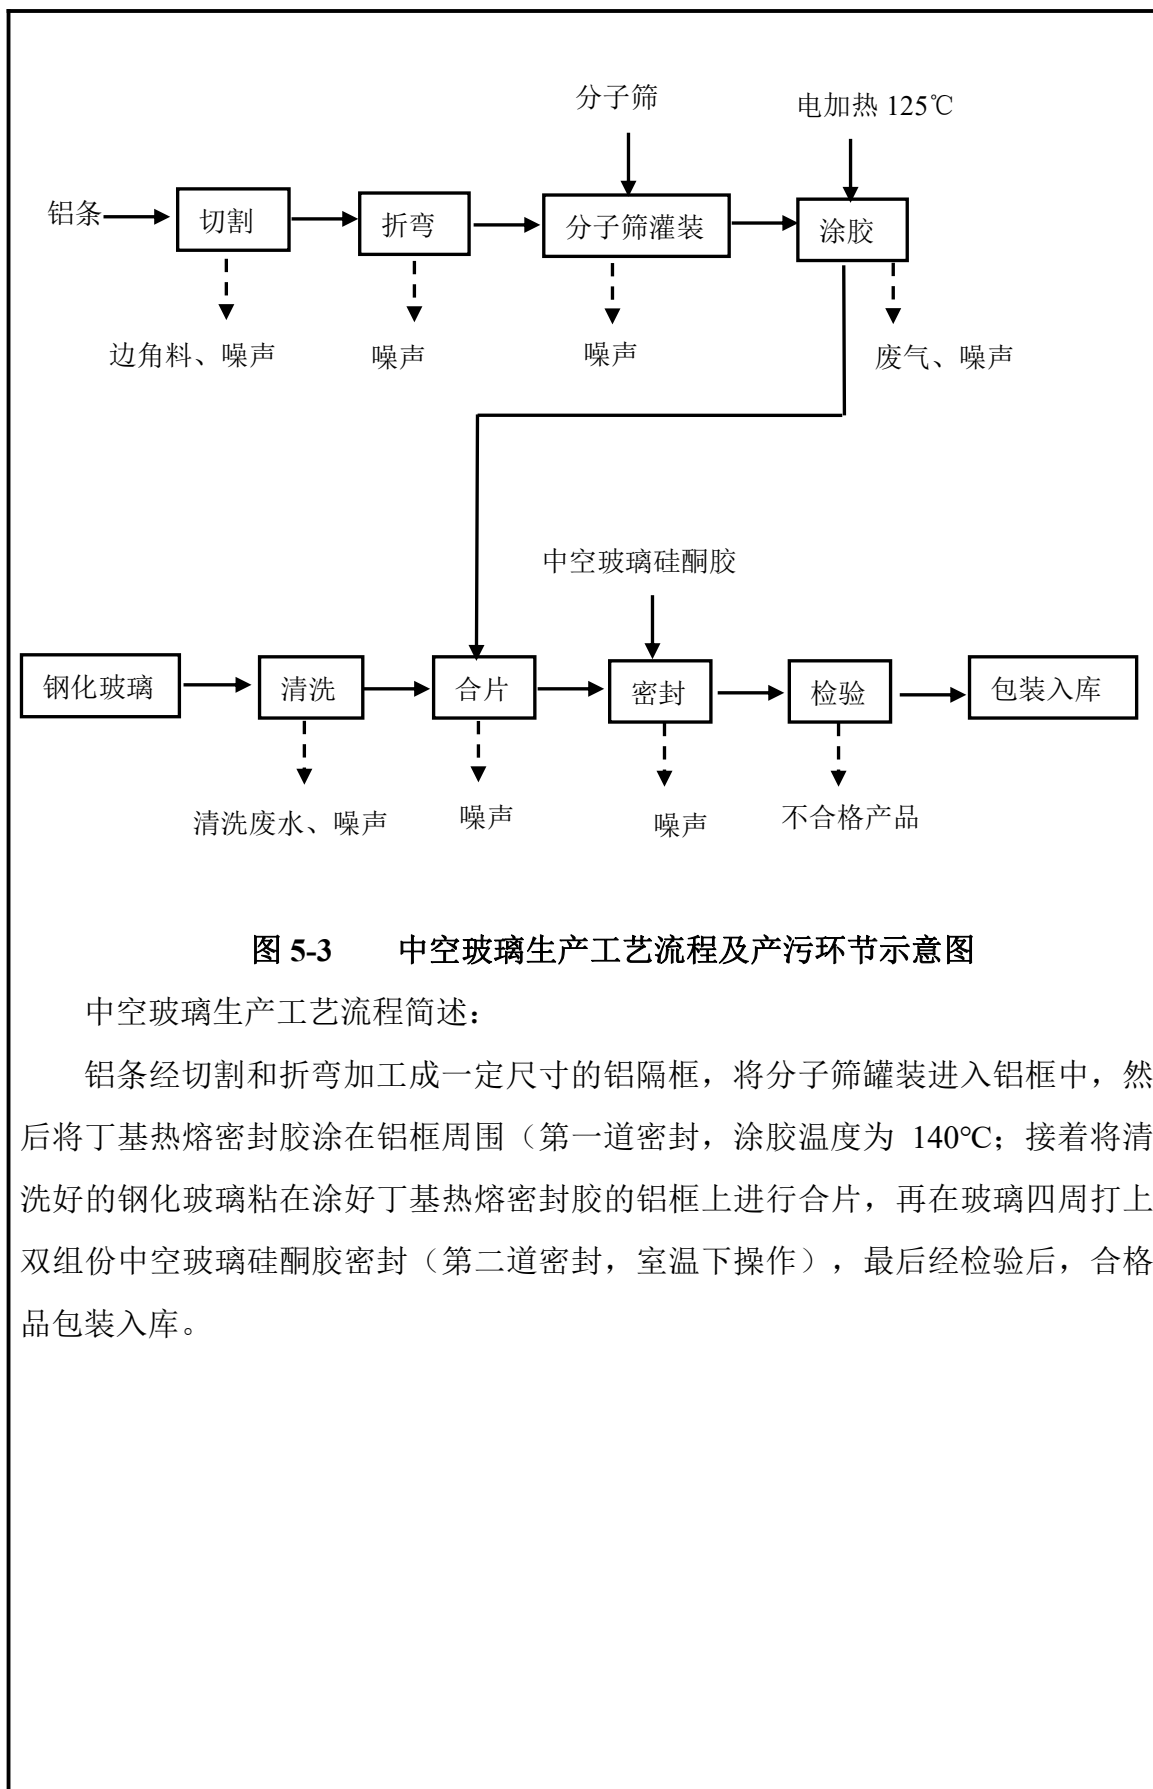 分子筛
电加热 125℃
铝条
切割
折弯
分子筛灌装
涂胶
边角料、噪声
噪声
噪声
废气、噪声
中空玻璃硅酮胶
钢化玻璃
清洗
合片
密封
检验
包装入库
清洗废水、噪声
噪声
噪声
不合格产品
图 5-3 中空玻璃生产工艺流程及产污环节示意图
中空玻璃生产工艺流程简述：
铝条经切割和折弯加工成一定尺寸的铝隔框，将分子筛罐装进入铝框中，然
后将丁基热熔密封胶涂在铝框周围（第一道密封，涂胶温度为 140℃；接着将清
洗好的钢化玻璃粘在涂好丁基热熔密封胶的铝框上进行合片，再在玻璃四周打上
双组份中空玻璃硅酮胶密封（第二道密封，室温下操作），最后经检验后，合格
品包装入库。